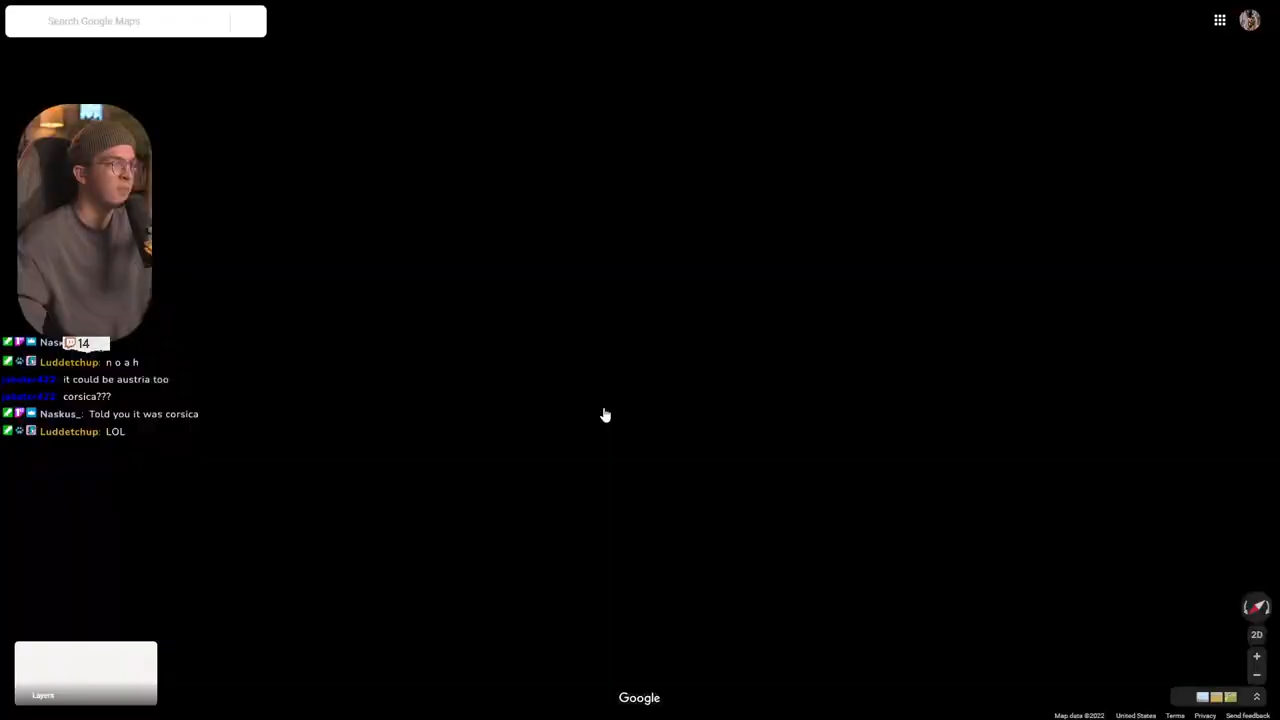 Search Google Maps
14
Luddetchup: n o a h
it could be austria too
corsica???
Naskus_: Told you it was corsica
Luddetchup: LOL
2D
Layers
Google
Map data ©2022 United States Terms Privacy Send feedback